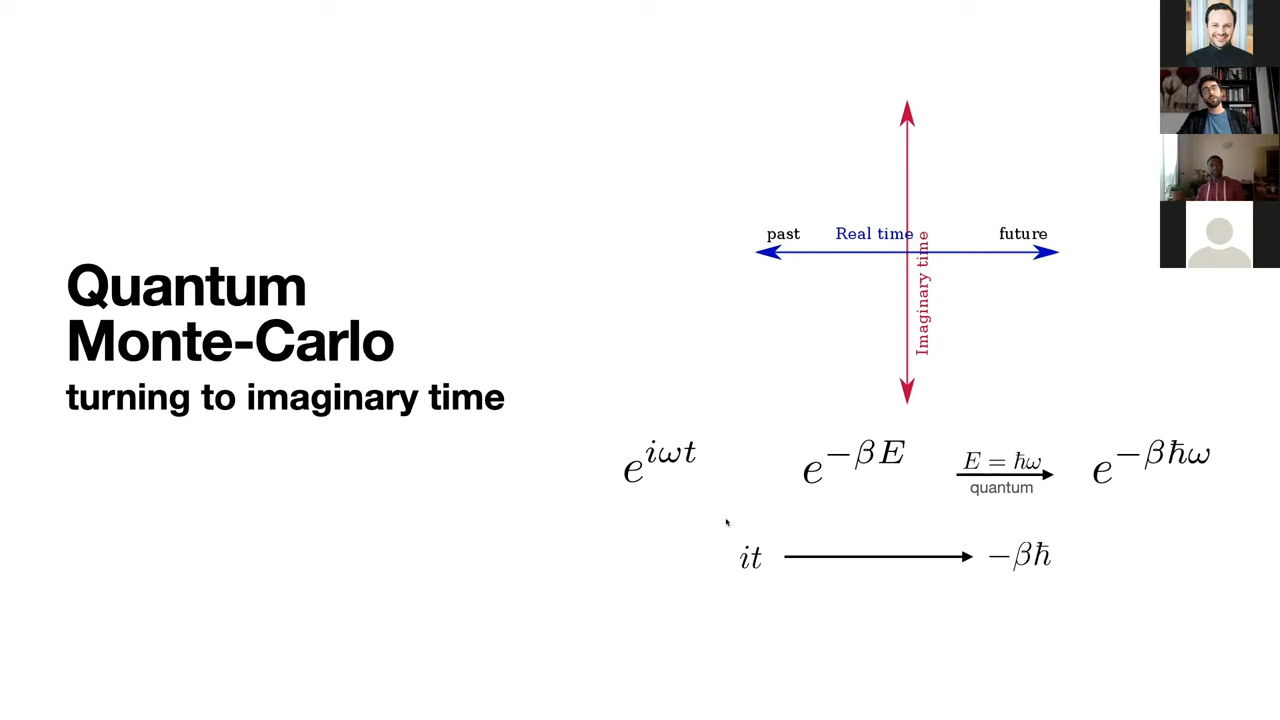 Quantum
Monte-Carlo
turning to imaginary time
past Real time future
Imaginary time
e^{iωt} e^{-βE} E = ħω e^{-βħω}
quantum
it -βħ